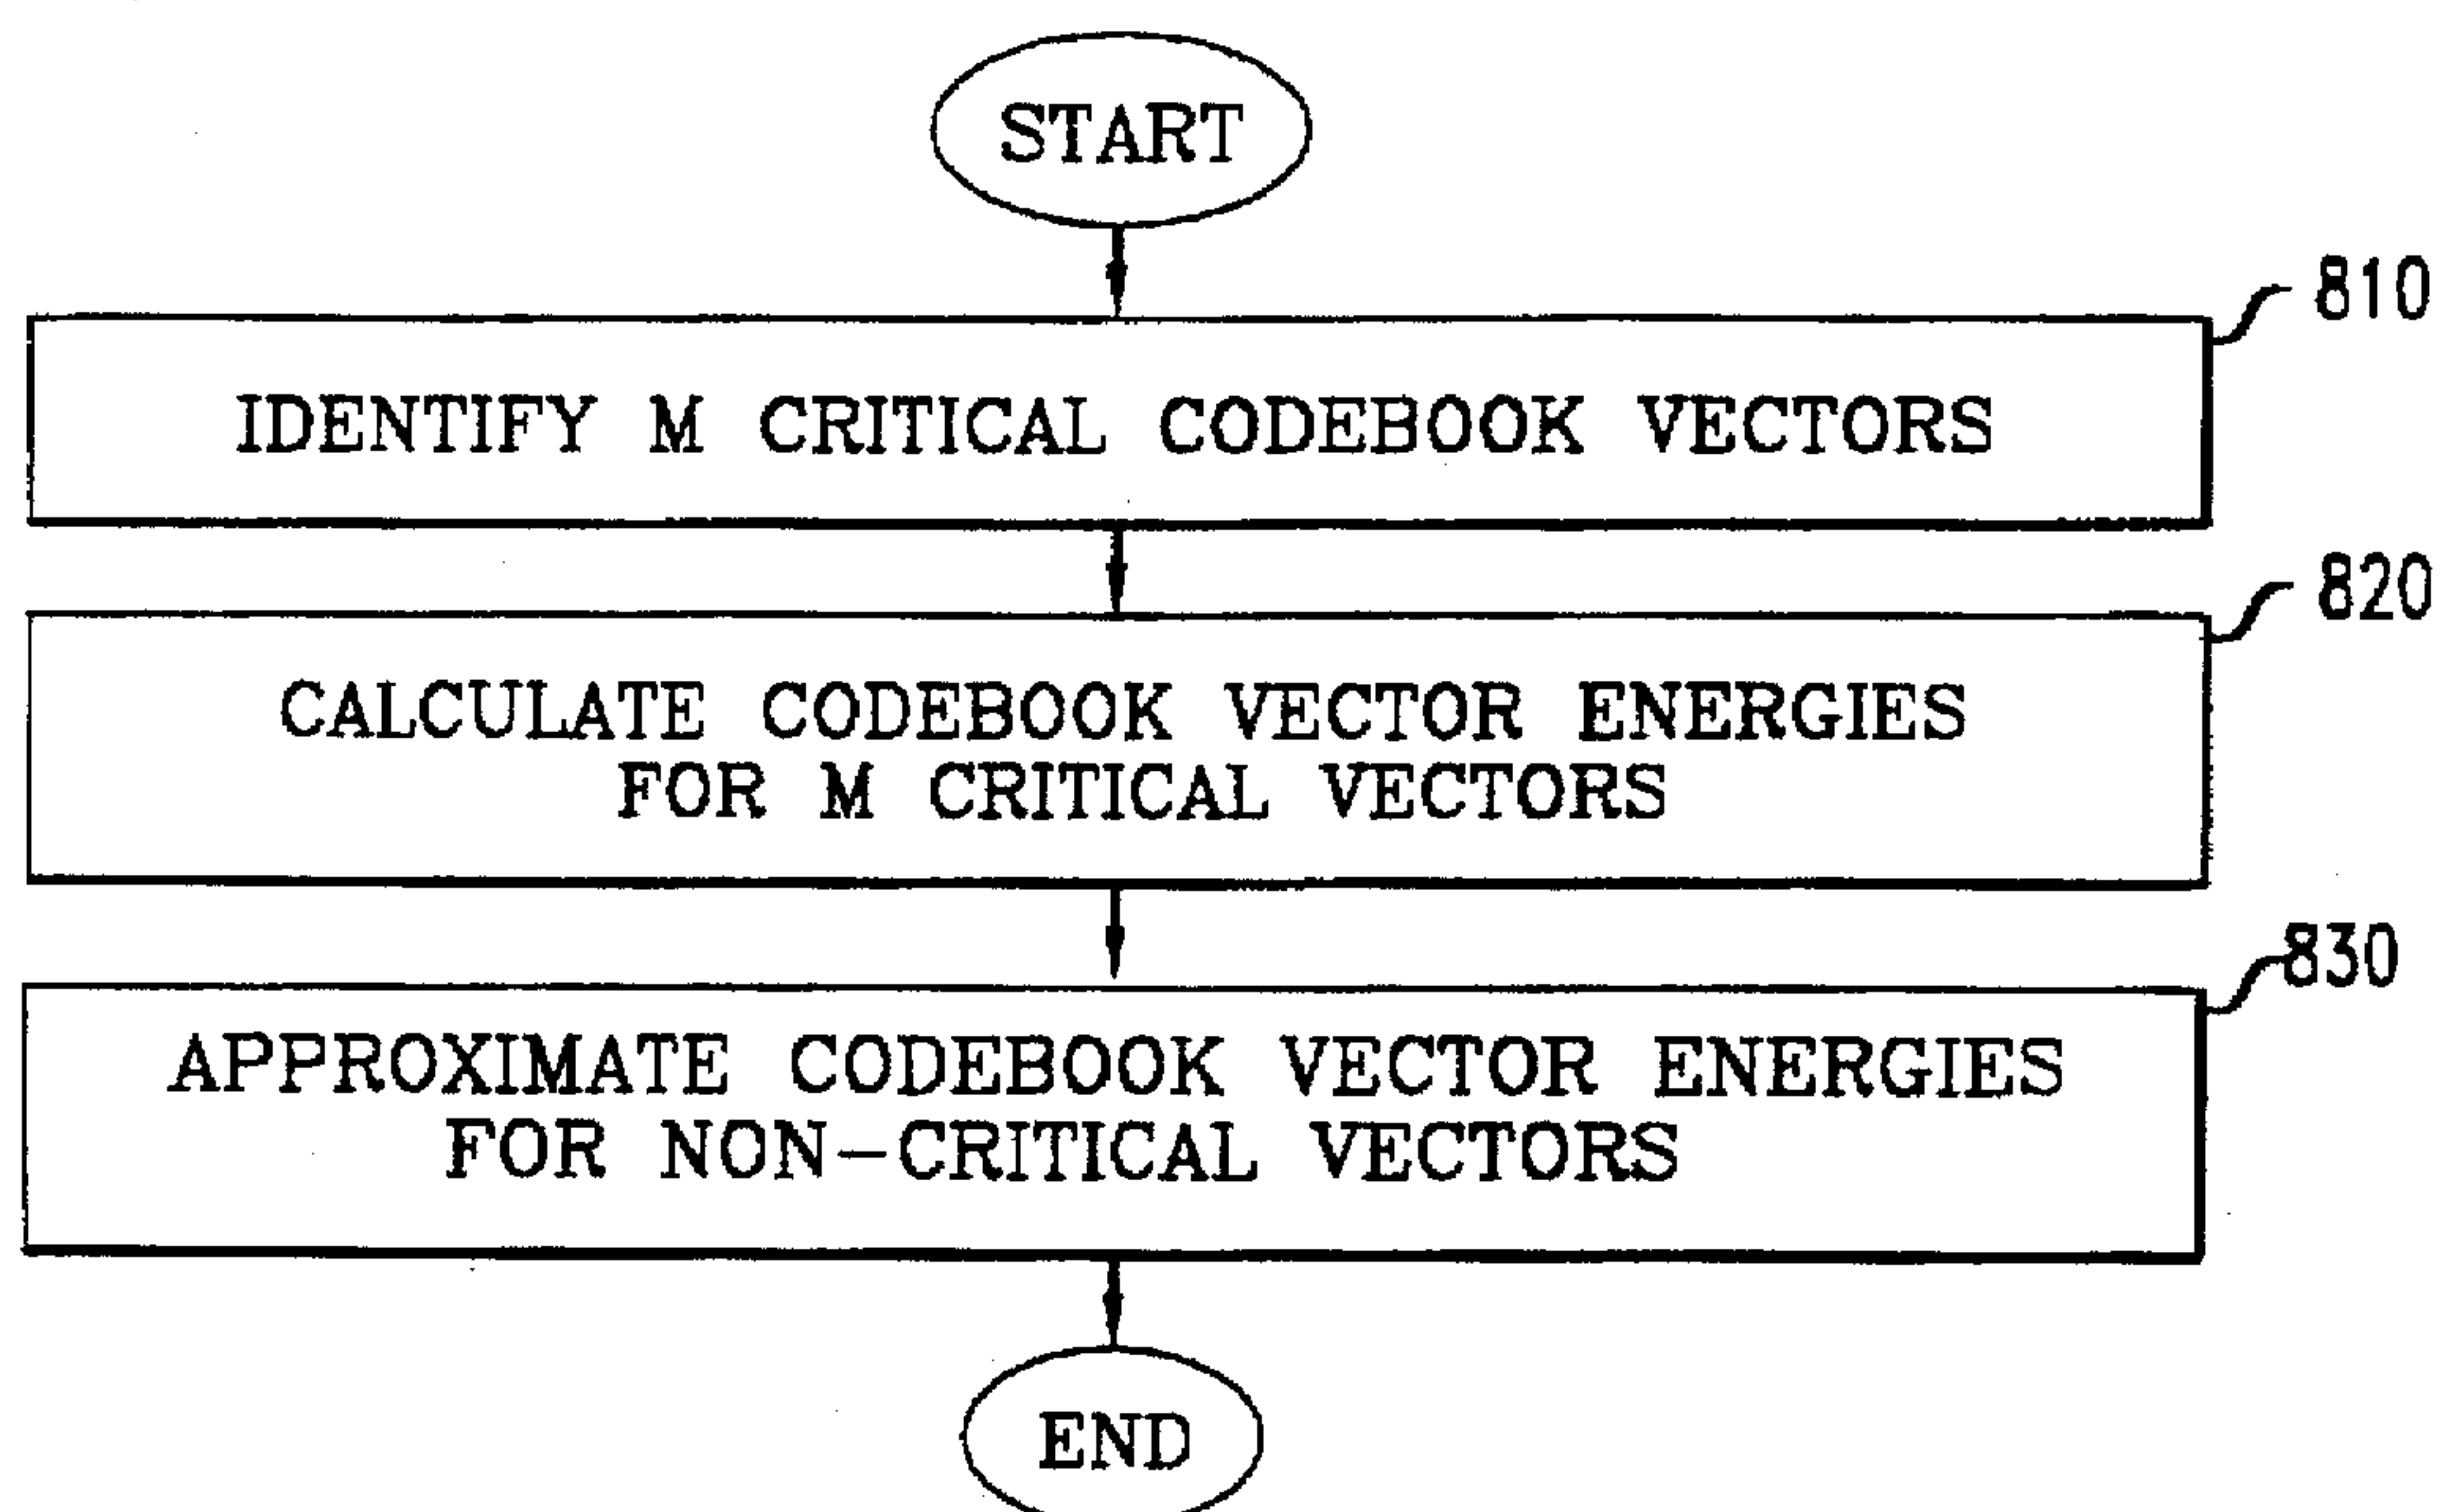 START
810
IDENTIFY M CRITICAL CODEBOOK VECTORS
820
CALCULATE CODEBOOK VECTOR ENERGIES
FOR M CRITICAL VECTORS
830
APPROXIMATE CODEBOOK VECTOR ENERGIES
FOR NON-CRITICAL VECTORS
END